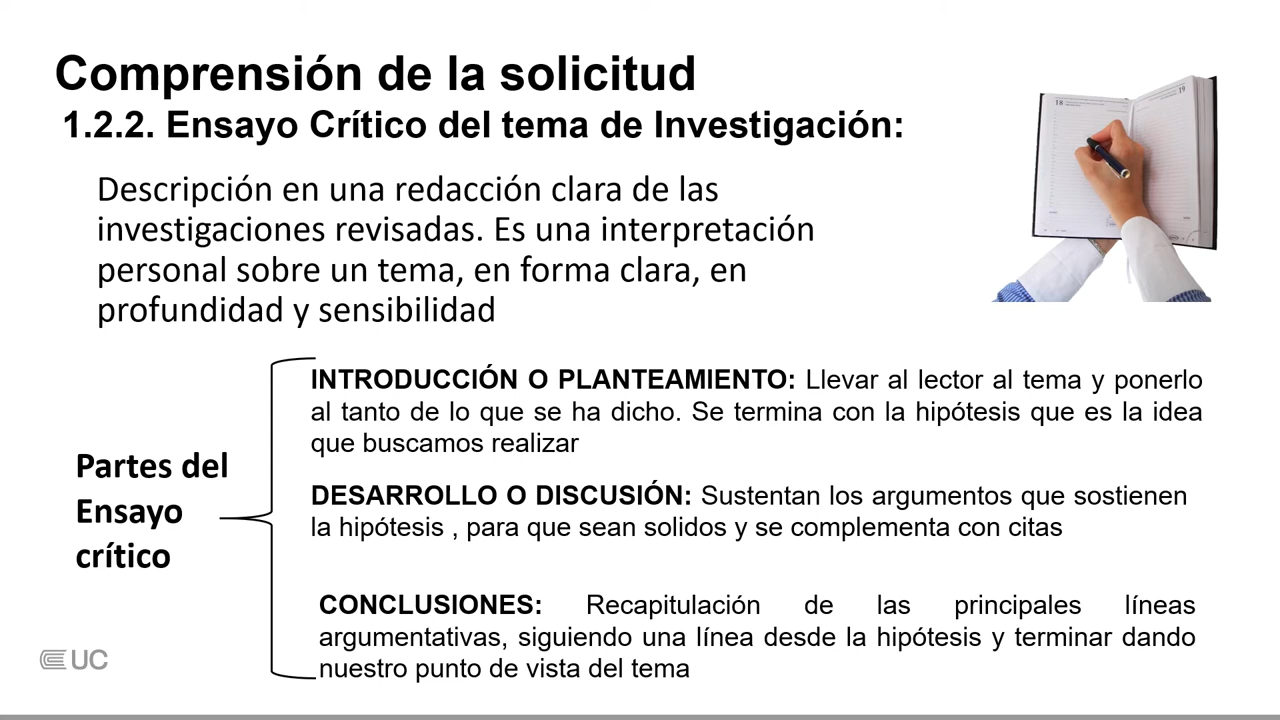 Comprensión de la solicitud
1.2.2. Ensayo Crítico del tema de Investigación:
Descripción en una redacción clara de las
investigaciones revisadas. Es una interpretación
personal sobre un tema, en forma clara, en
profundidad y sensibilidad
18
19
Partes del
Ensayo
crítico
INTRODUCCIÓN O PLANTEAMIENTO: Llevar al lector al tema y ponerlo
al tanto de lo que se ha dicho. Se termina con la hipótesis que es la idea
que buscamos realizar
DESARROLLO O DISCUSIÓN: Sustentan los argumentos que sostienen
la hipótesis , para que sean solidos y se complementa con citas
CONCLUSIONES: Recapitulación de las principales líneas
argumentativas, siguiendo una línea desde la hipótesis y terminar dando
nuestro punto de vista del tema
UC